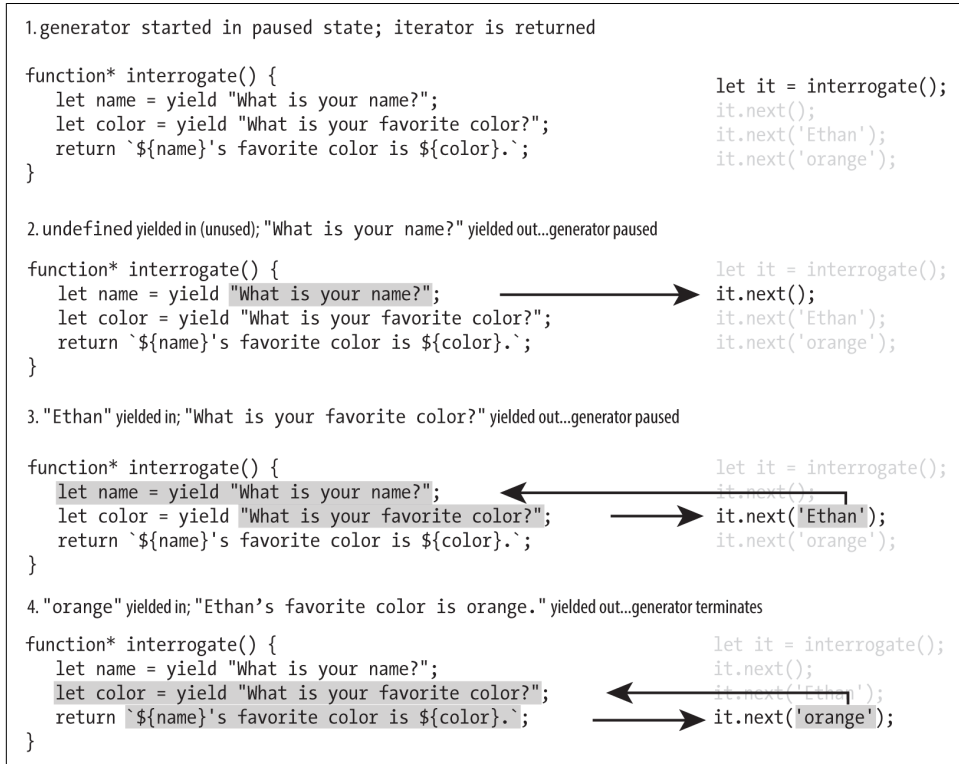 1. generator started in paused state; iterator is returned
function* interrogate() {
let name = yield "What is your name?";
let color = yield "What is your favorite color?";
return `${name}'s favorite color is ${color}.`;
}
let it = interrogate();
it.next();
it.next('Ethan');
it.next('orange');
2. undefined yielded in (unused); "What is your name?" yielded out...generator paused
function* interrogate() {
let name = yield "What is your name?";
let color = yield "What is your favorite color?";
return `${name}'s favorite color is ${color}.`;
}
let it = interrogate();
it.next();
it.next('Ethan');
it.next('orange');
3. "Ethan" yielded in; "What is your favorite color?" yielded out...generator paused
function* interrogate() {
let name = yield "What is your name?";
let color = yield "What is your favorite color?";
return `${name}'s favorite color is ${color}.`;
}
let it = interrogate();
it.next();
it.next('Ethan');
it.next('orange');
4. "orange" yielded in; "Ethan’s favorite color is orange." yielded out...generator terminates
function* interrogate() {
let name = yield "What is your name?";
let color = yield "What is your favorite color?";
return `${name}'s favorite color is ${color}.`;
}
let it = interrogate();
it.next();
it.next('Ethan');
it.next('orange');